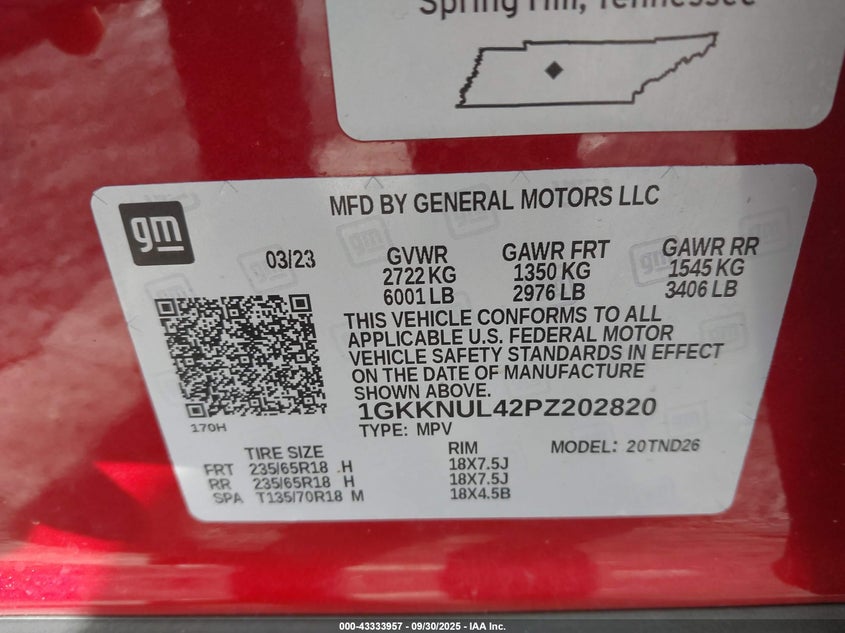 Spring Hill, Tennessee
gm
MFD BY GENERAL MOTORS LLC
03/23
GVWR GAWR FRT GAWR RR
2722 KG 1350 KG 1545 KG
6001 LB 2976 LB 3406 LB
THIS VEHICLE CONFORMS TO ALL
APPLICABLE U.S. FEDERAL MOTOR
VEHICLE SAFETY STANDARDS IN EFFECT
ON THE DATE OF MANUFACTURE
SHOWN ABOVE.
1GKKNUL42PZ202820
170H
TYPE: MPV
TIRE SIZE RIM MODEL: 20TND26
FRT 235/65R18 H 18X7.5J
RR 235/65R18 H 18X7.5J
SPA T135/70R18 M 18X4.5B
000-43333957 - 09/30/2025 - IAA Inc.